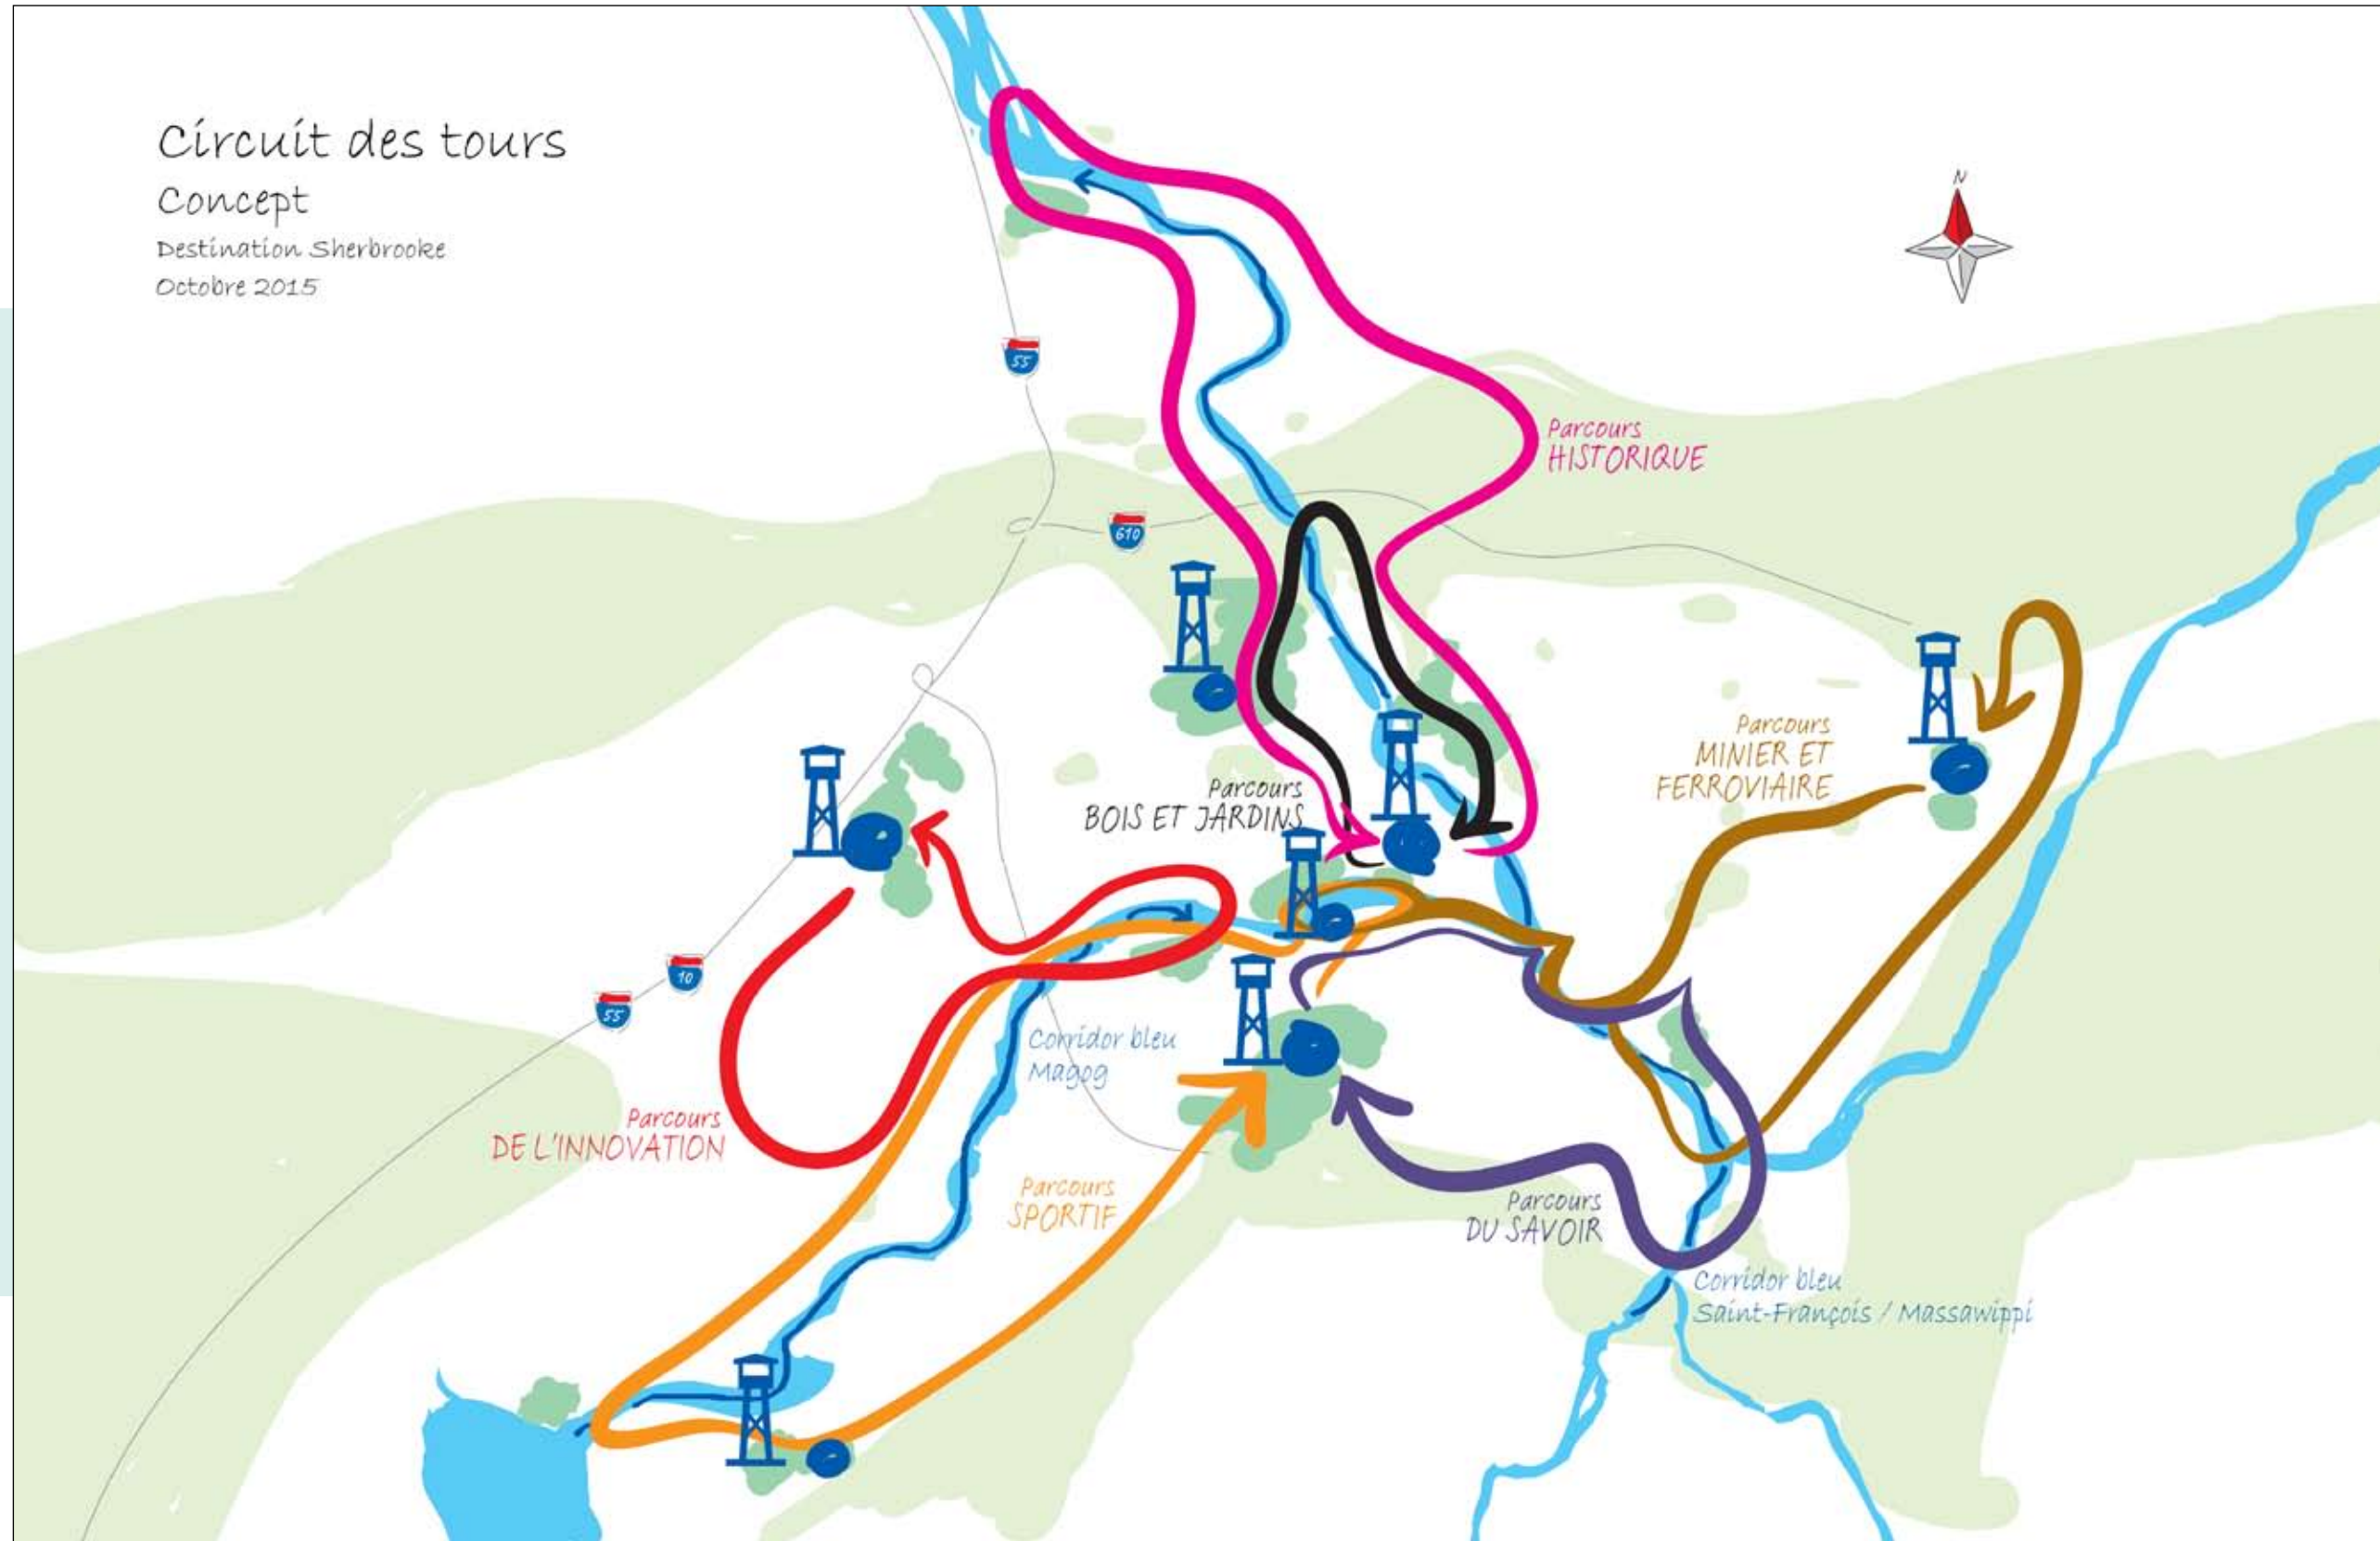 Circuit des tours
Concept
Destination Sherbrooke
Octobre 2015
N
55
Parcours
HISTORIQUE
610
Parcours
MINIER ET
FERROVIAIRE
Parcours
BOIS ET JARDINS
10
55
Corridor bleu
Magog
Parcours
DE L'INNOVATION
Parcours
SPORTIF
Parcours
DU SAVOIR
Corridor bleu
Saint-François / Massawippi